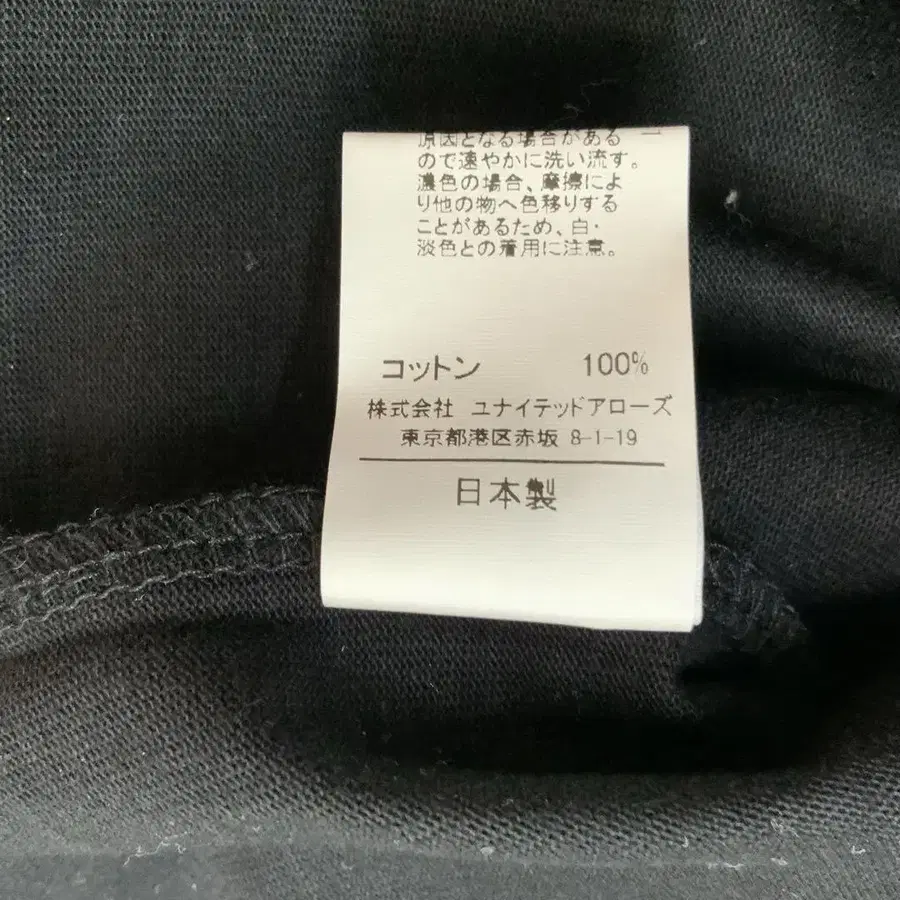 原因となる場合がある
ので速やかに洗い流す。
濃色の場合、摩擦によ
り他の物へ色移りする
ことがあるため、白・
淡色との着用に注意。
コットン 100%
株式会社 ユナイテッドアローズ
東京都港区赤坂 8-1-19
日本製